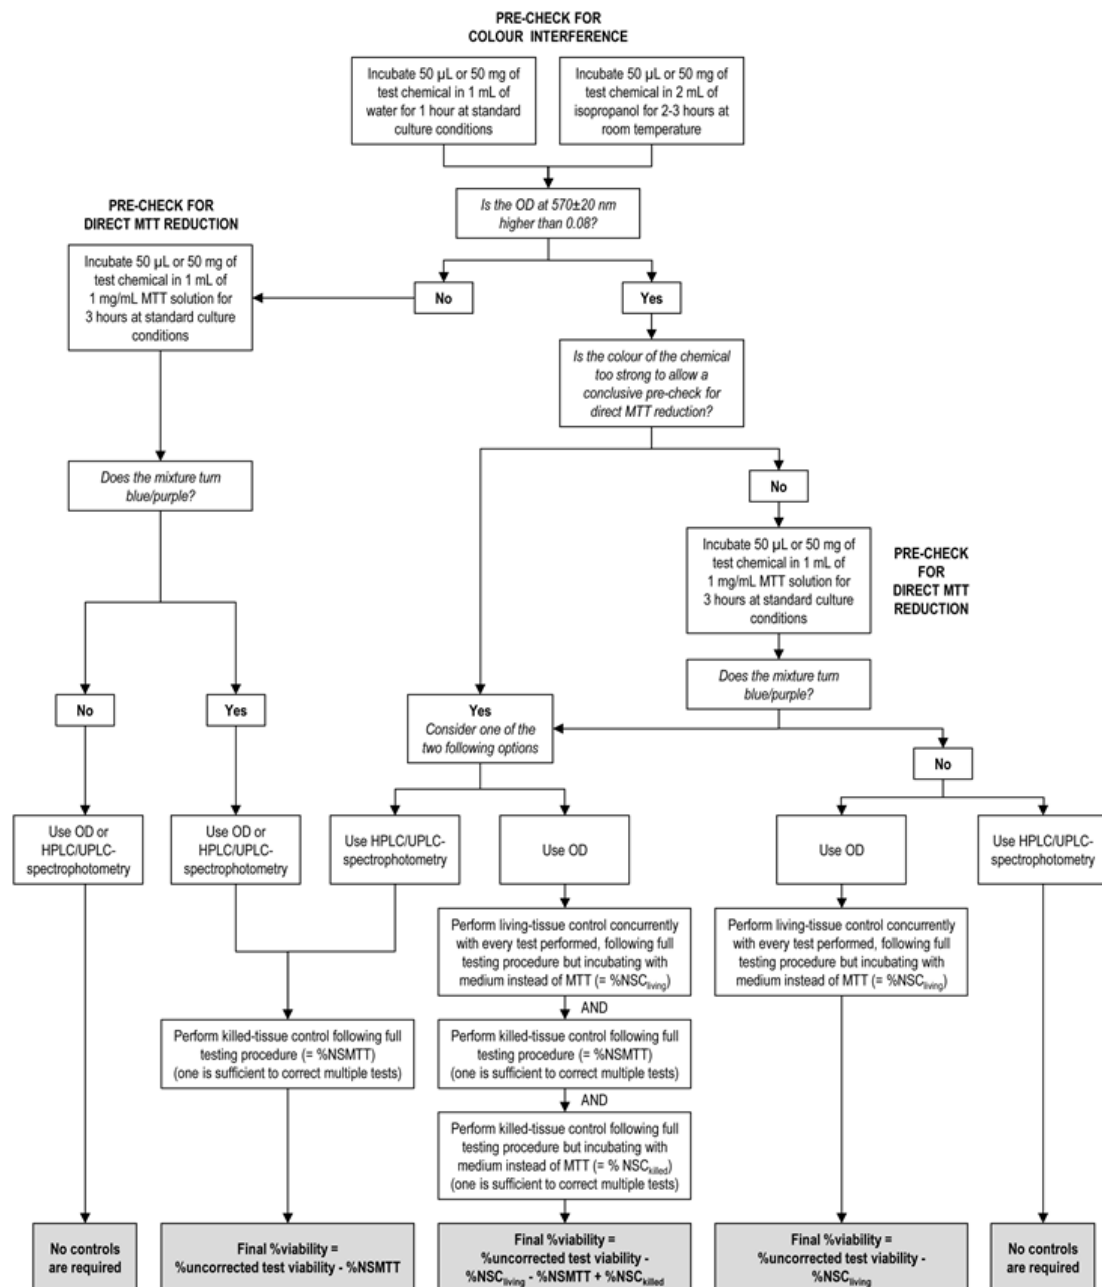 PRE-CHECK FOR
COLOUR INTERFERENCE
Incubate 50 µL or 50 mg of
test chemical in 1 mL of
water for 1 hour at standard
culture conditions
Incubate 50 µL or 50 mg of
test chemical in 2 mL of
isopropanol for 2-3 hours at
room temperature
Is the OD at 570±20 nm
higher than 0.08?
PRE-CHECK FOR
DIRECT MTT REDUCTION
Incubate 50 µL or 50 mg of
test chemical in 1 mL of
1 mg/mL MTT solution for
3 hours at standard culture
conditions
No
Yes
Is the colour of the chemical
too strong to allow a
conclusive pre-check for
direct MTT reduction?
Does the mixture turn
blue/purple?
No
Incubate 50 µL or 50 mg of
test chemical in 1 mL of
1 mg/mL MTT solution for
3 hours at standard culture
conditions
PRE-CHECK
FOR
DIRECT MTT
REDUCTION
Does the mixture turn
blue/purple?
No
Yes
Yes
Consider one of the
two following options
No
Use OD or
HPLC/UPLC-
spectrophotometry
Use OD or
HPLC/UPLC-
spectrophotometry
Use HPLC/UPLC-
spectrophotometry
Use OD
Use OD
Use HPLC/UPLC-
spectrophotometry
Perform living-tissue control concurrently
with every test performed, following full
testing procedure but incubating with
medium instead of MTT (= %NSCliving)
Perform living-tissue control concurrently
with every test performed, following full
testing procedure but incubating with
medium instead of MTT (= %NSCliving)
AND
Perform killed-tissue control following full
testing procedure (= %NSMTT)
(one is sufficient to correct multiple tests)
Perform killed-tissue control following full
testing procedure (= %NSMTT)
(one is sufficient to correct multiple tests)
AND
Perform killed-tissue control following full
testing procedure but incubating with
medium instead of MTT (= % NSCkilled)
(one is sufficient to correct multiple tests)
No controls
are required
Final %viability =
%uncorrected test viability - %NSMTT
Final %viability =
%uncorrected test viability -
%NSCliving - %NSMTT + %NSCkilled
Final %viability =
%uncorrected test viability -
%NSCliving
No controls
are required